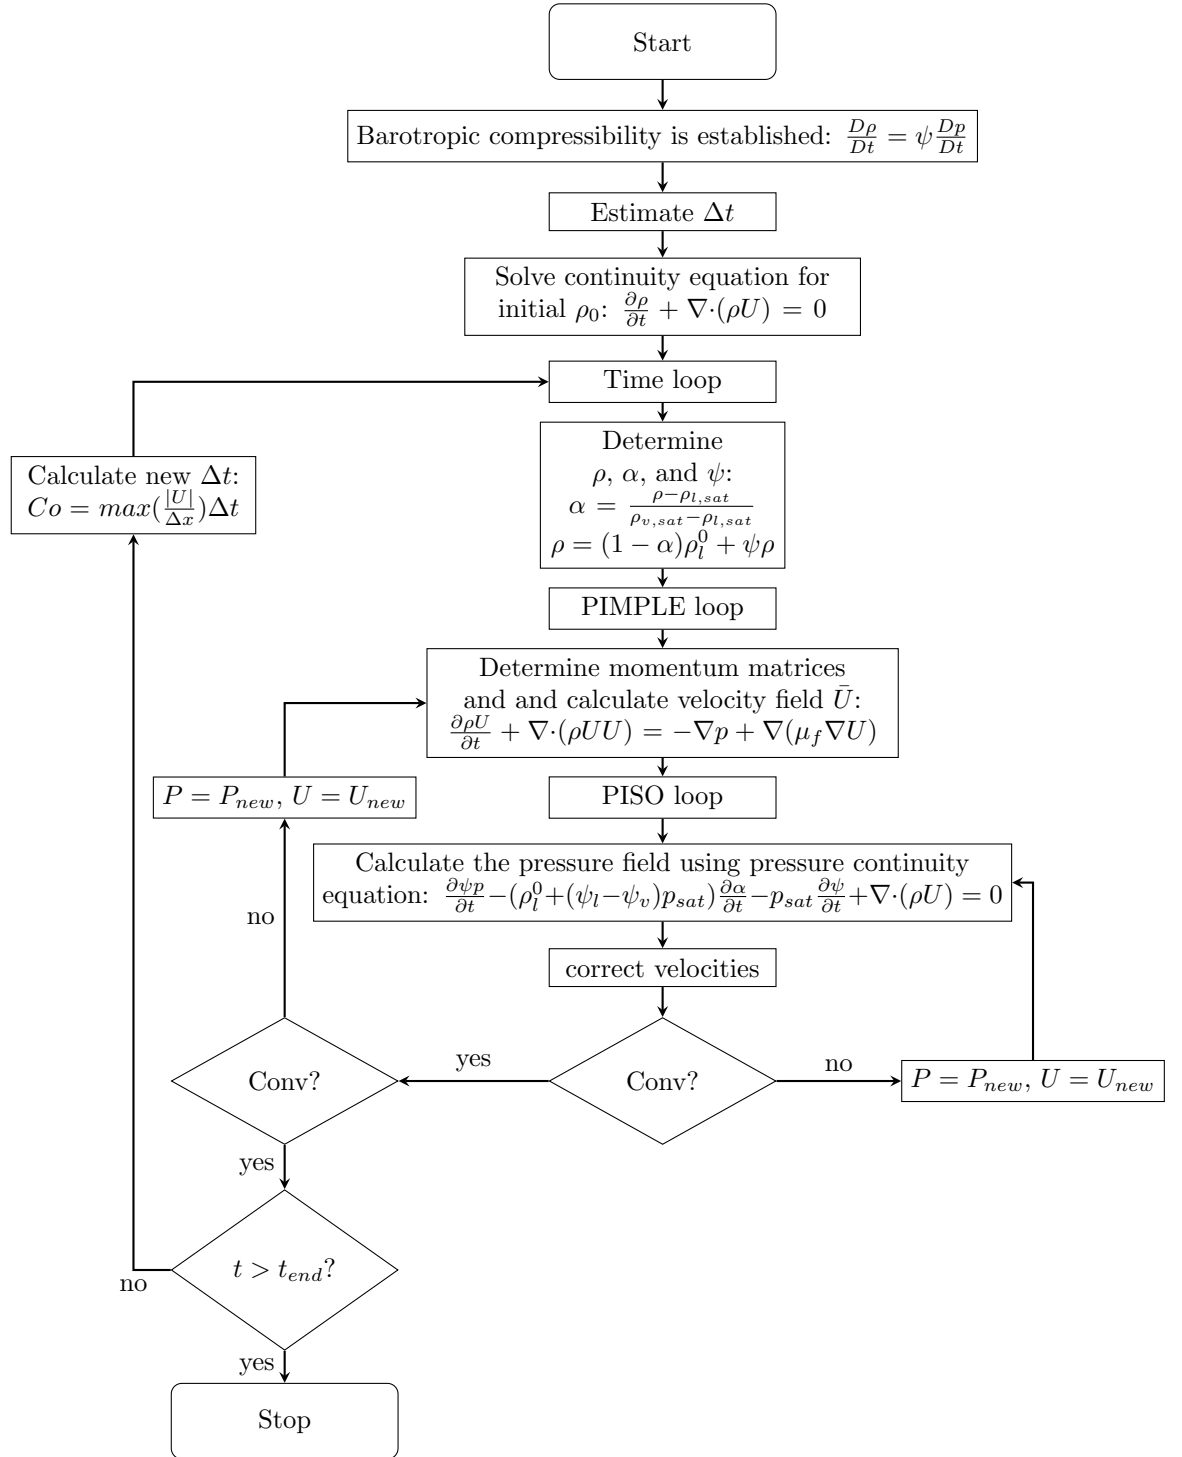 Start
Barotropic compressibility is established: $\frac{D\rho}{Dt} = \psi \frac{Dp}{Dt}$
Estimate $\Delta t$
Solve continuity equation for
initial $\rho_0$: $\frac{\partial \rho}{\partial t} + \nabla \cdot (\rho U) = 0$
Time loop
Calculate new $\Delta t$:
$Co = max(\frac{|U|}{\Delta x})\Delta t$
Determine
$\rho$, $\alpha$, and $\psi$:
$\alpha = \frac{\rho - \rho_{l,sat}}{\rho_{v,sat} - \rho_{l,sat}}$
$\rho = (1 - \alpha)\rho_l^0 + \psi\rho$
PIMPLE loop
Determine momentum matrices
and and calculate velocity field $\bar{U}$:
$\frac{\partial \rho U}{\partial t} + \nabla \cdot (\rho UU) = -\nabla p + \nabla(\mu_f \nabla U)$
$P = P_{new}$, $U = U_{new}$
PISO loop
Calculate the pressure field using pressure continuity
equation: $\frac{\partial \psi p}{\partial t} - (\rho_l^0 + (\psi_l - \psi_v)p_{sat})\frac{\partial \alpha}{\partial t} - p_{sat}\frac{\partial \psi}{\partial t} + \nabla \cdot (\rho U) = 0$
no
correct velocities
Conv?
yes
Conv?
no
$P = P_{new}$, $U = U_{new}$
yes
$t > t_{end}$?
no
yes
Stop